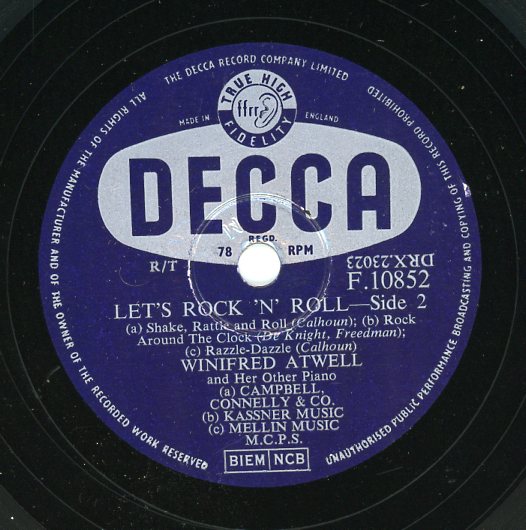 THE DECCA RECORD COMPANY LIMITED
ALL RIGHTS OF THE MANUFACTURER AND OF THE OWNER OF THE RECORDED WORK RESERVED
UNAUTHORISED PUBLIC PERFORMANCE BROADCASTING AND COPYING OF THIS RECORD PROHIBITED
TRUE HIGH
ffrr
FIDELITY
MADE IN ENGLAND
DECCA
REGD.
78 RPM
R/T
DRX.23023
F.10852
LET'S ROCK 'N' ROLL—Side 2
(a) Shake, Rattle and Roll (Calhoun); (b) Rock
Around The Clock (De Knight, Freedman);
(c) Razzle-Dazzle (Calhoun)
WINIFRED ATWELL
and Her Other Piano
(a) CAMPBELL,
CONNELLY & CO.
(b) KASSNER MUSIC
(c) MELLIN MUSIC
M.C.P.S.
BIEM NCB